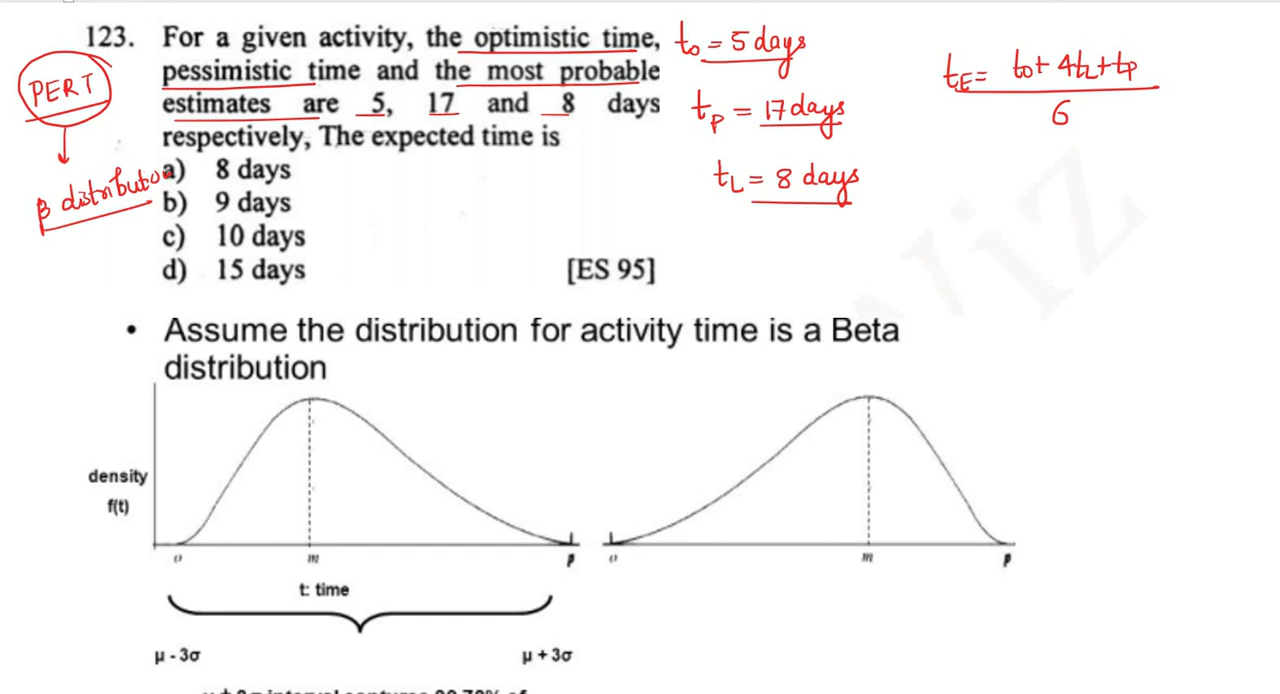 123. For a given activity, the optimistic time,
pessimistic time and the most probable
estimates are 5, 17 and 8 days
respectively, The expected time is
a) 8 days
b) 9 days
c) 10 days
d) 15 days [ES 95]
PERT
β distribution
to = 5 days
tp = 17 days
tL = 8 days
tE = to + 4tL + tp
6
• Assume the distribution for activity time is a Beta
distribution
density
f(t)
o m p o m p
t: time
μ - 3σ μ + 3σ